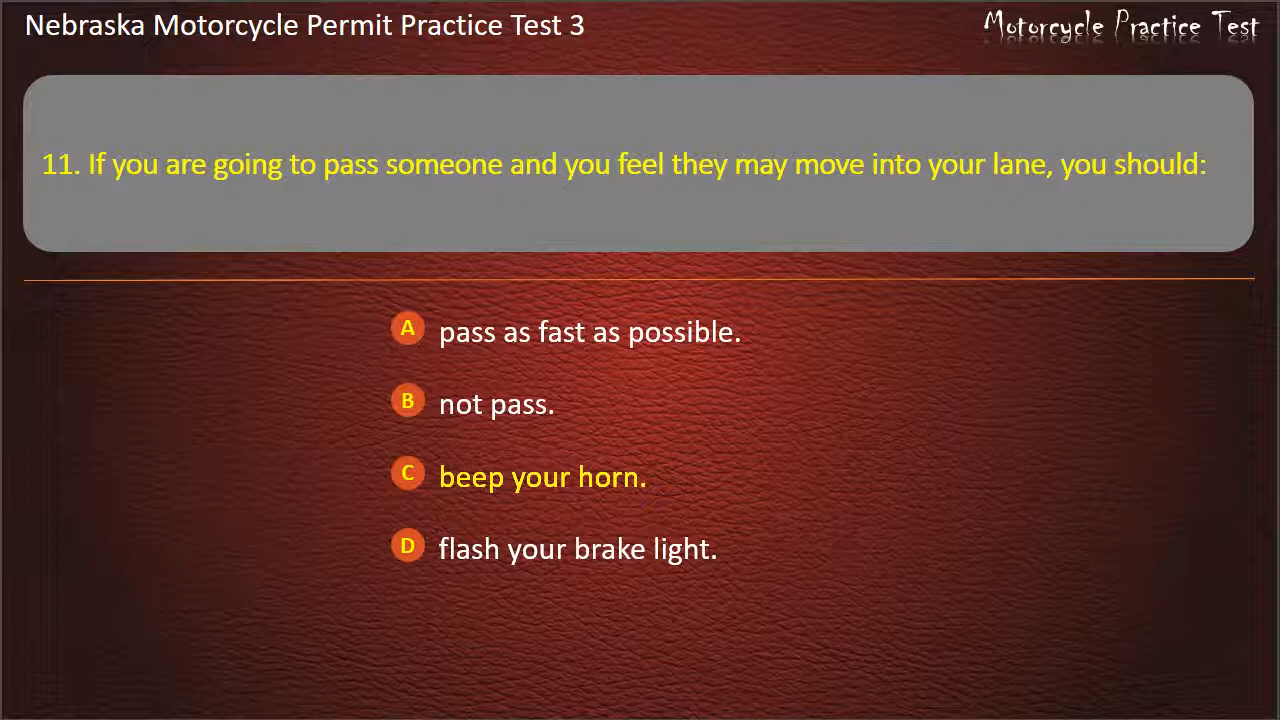 Nebraska Motorcycle Permit Practice Test 3
Motorcycle Practice Test
11. If you are going to pass someone and you feel they may move into your lane, you should:
A pass as fast as possible.
B not pass.
C beep your horn.
D flash your brake light.